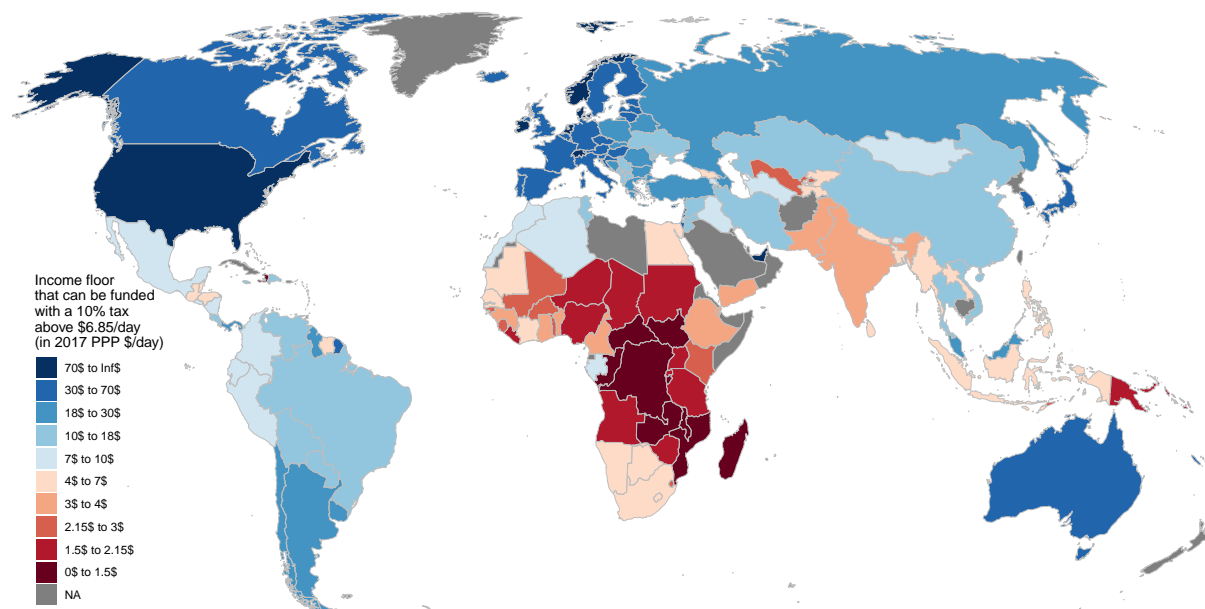 Income floor
that can be funded
with a 10% tax
above $6.85/day
(in 2017 PPP $/day)
70$ to Inf$
30$ to 70$
18$ to 30$
10$ to 18$
7$ to 10$
4$ to 7$
3$ to 4$
2.15$ to 3$
1.5$ to 2.15$
0$ to 1.5$
NA